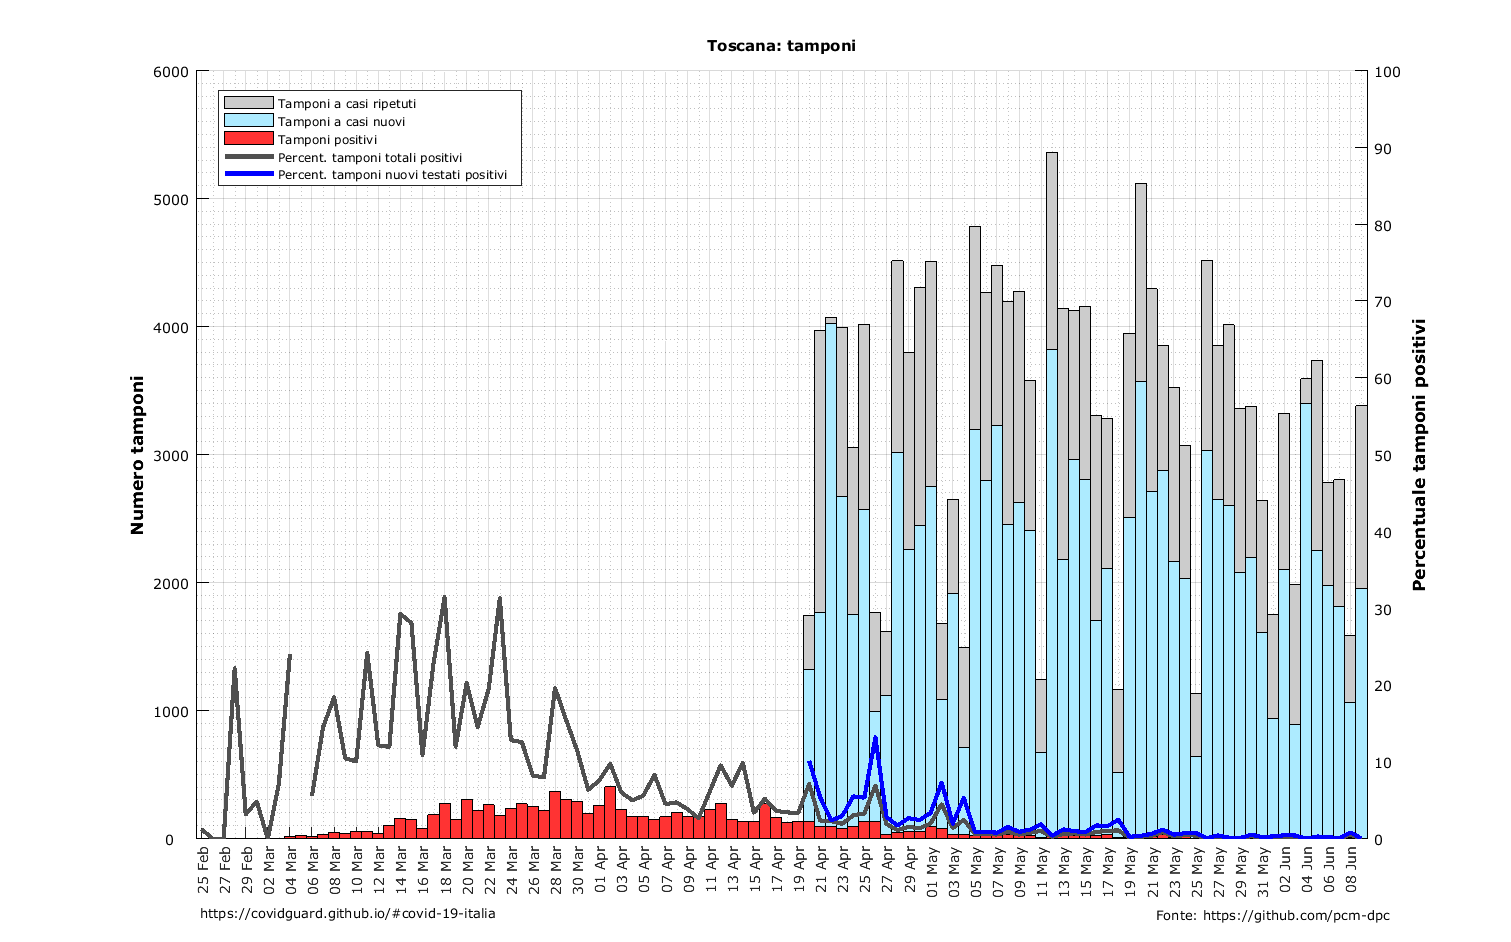 Toscana: tamponi
6000
5000
4000
3000
2000
1000
0
Numero tamponi
Tamponi a casi ripetuti
Tamponi a casi nuovi
Tamponi positivi
Percent. tamponi totali positivi
Percent. tamponi nuovi testati positivi
100
90
80
70
60
50
40
30
20
10
0
Percentuale tamponi positivi
25 Feb
27 Feb
29 Feb
02 Mar
04 Mar
06 Mar
08 Mar
10 Mar
12 Mar
14 Mar
16 Mar
18 Mar
20 Mar
22 Mar
24 Mar
26 Mar
28 Mar
30 Mar
01 Apr
03 Apr
05 Apr
07 Apr
09 Apr
11 Apr
13 Apr
15 Apr
17 Apr
19 Apr
21 Apr
23 Apr
25 Apr
27 Apr
29 Apr
01 May
03 May
05 May
07 May
09 May
11 May
13 May
15 May
17 May
19 May
21 May
23 May
25 May
27 May
29 May
31 May
02 Jun
04 Jun
06 Jun
08 Jun
https://covidguard.github.io/#covid-19-italia
Fonte: https://github.com/pcm-dpc